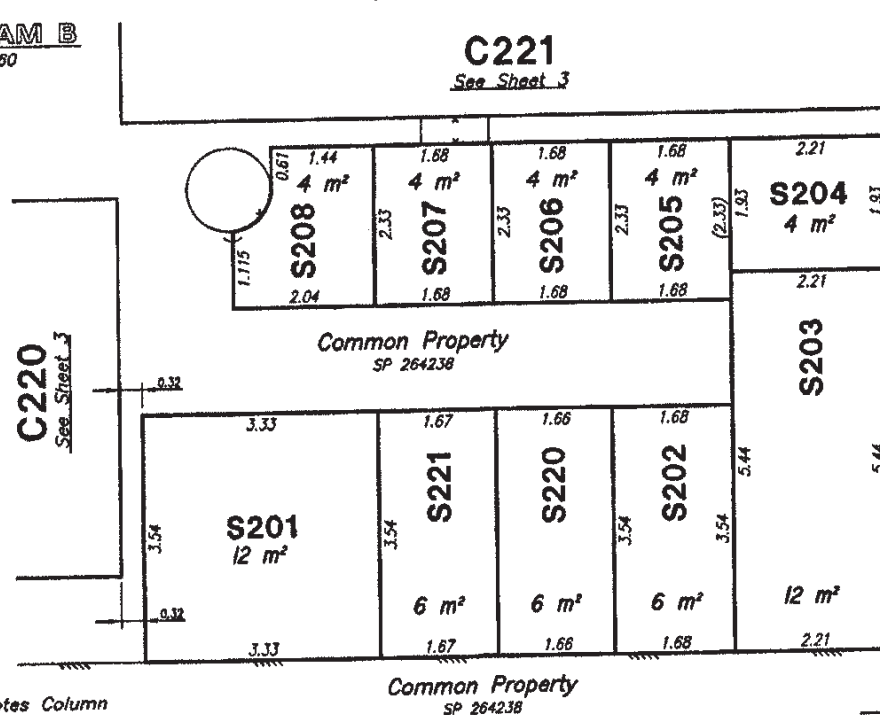 AM B
60
C221
See Sheet 3
0.61
1.44
4 m²
S208
1.115
2.04
1.68
4 m²
2.33
S207
1.68
1.68
4 m²
2.33
S206
1.68
1.68
4 m²
2.33
S205
(2.33)
1.68
2.21
1.93
S204
4 m²
1.93
Common Property
SP 264238
2.21
S203
5.44
5.44
12 m²
2.21
C220
See Sheet 3
0.32
0.32
3.33
3.54
S201
12 m²
3.33
1.67
3.54
S221
6 m²
1.67
1.66
S220
6 m²
1.66
1.68
3.54
S202
3.54
6 m²
1.68
Common Property
SP 264238
otes Column